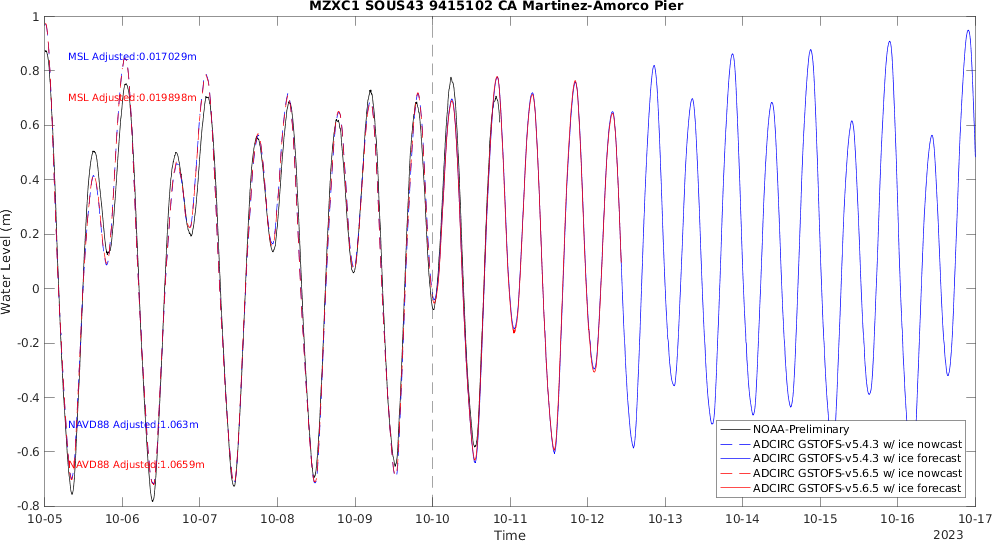 MZXC1 SOUS43 9415102 CA Martinez-Amorco Pier
1
0.8
0.6
0.4
0.2
0
-0.2
-0.4
-0.6
-0.8
Water Level (m)
MSL Adjusted:0.017029m
MSL Adjusted:0.019898m
NAVD88 Adjusted:1.063m
NAVD88 Adjusted:1.0659m
NOAA-Preliminary
ADCIRC GSTOFS-v5.4.3 w/ ice nowcast
ADCIRC GSTOFS-v5.4.3 w/ ice forecast
ADCIRC GSTOFS-v5.6.5 w/ ice nowcast
ADCIRC GSTOFS-v5.6.5 w/ ice forecast
10-05 10-06 10-07 10-08 10-09 10-10 10-11 10-12 10-13 10-14 10-15 10-16 10-17
Time
2023